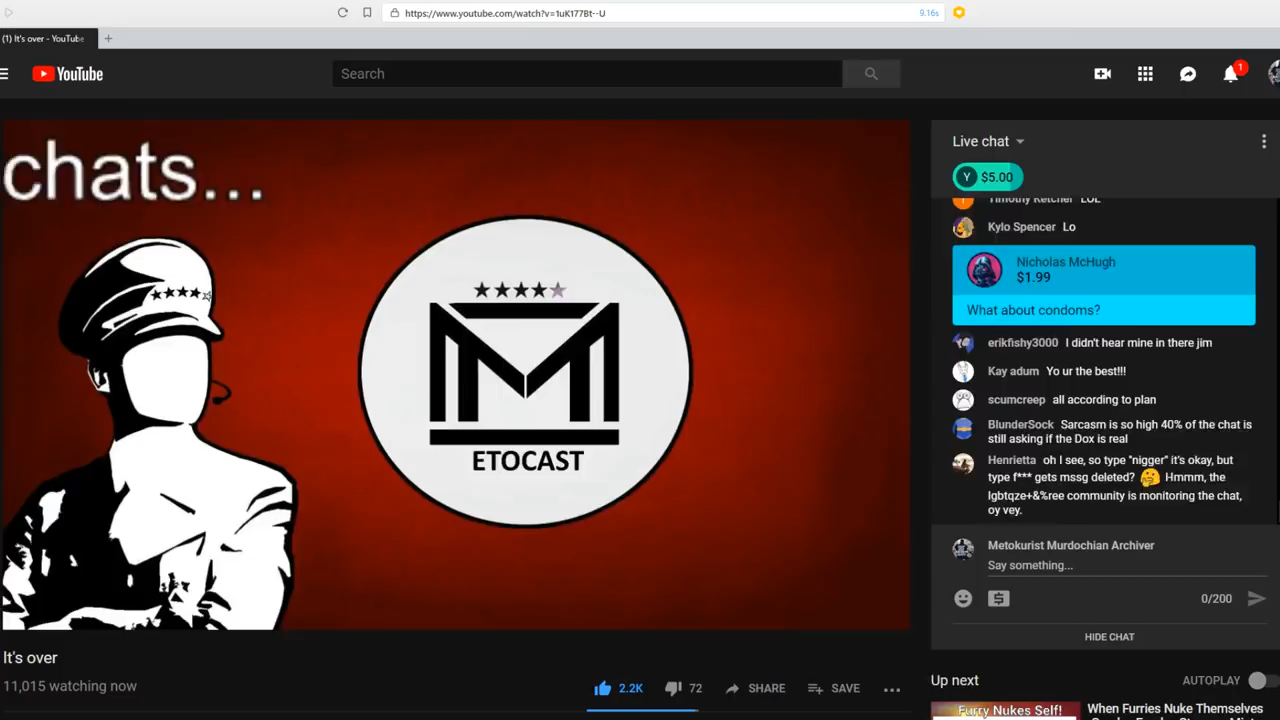 https://www.youtube.com/watch?v=1uK177Bt--U
9.16s
(1) It's over - YouTube
YouTube
Search
1
chats...
ETOCAST
Live chat
Y $5.00
Timothy Ketcher LOL
Kylo Spencer Lo
Nicholas McHugh
$1.99
What about condoms?
erikfishy3000 I didn't hear mine in there jim
Kay adum Yo ur the best!!!
scumcreep all according to plan
BlunderSock Sarcasm is so high 40% of the chat is
still asking if the Dox is real
Henrietta oh I see, so type "nigger" it's okay, but
type f*** gets mssg deleted? 🤔 Hmmm, the
lgbtqze+&%ree community is monitoring the chat,
oy vey.
Metokurist Murdochian Archiver
Say something...
0/200
HIDE CHAT
It's over
11,015 watching now
2.2K
72
SHARE
SAVE
Up next
AUTOPLAY
Furry Nukes Self!
When Furries Nuke Themselves